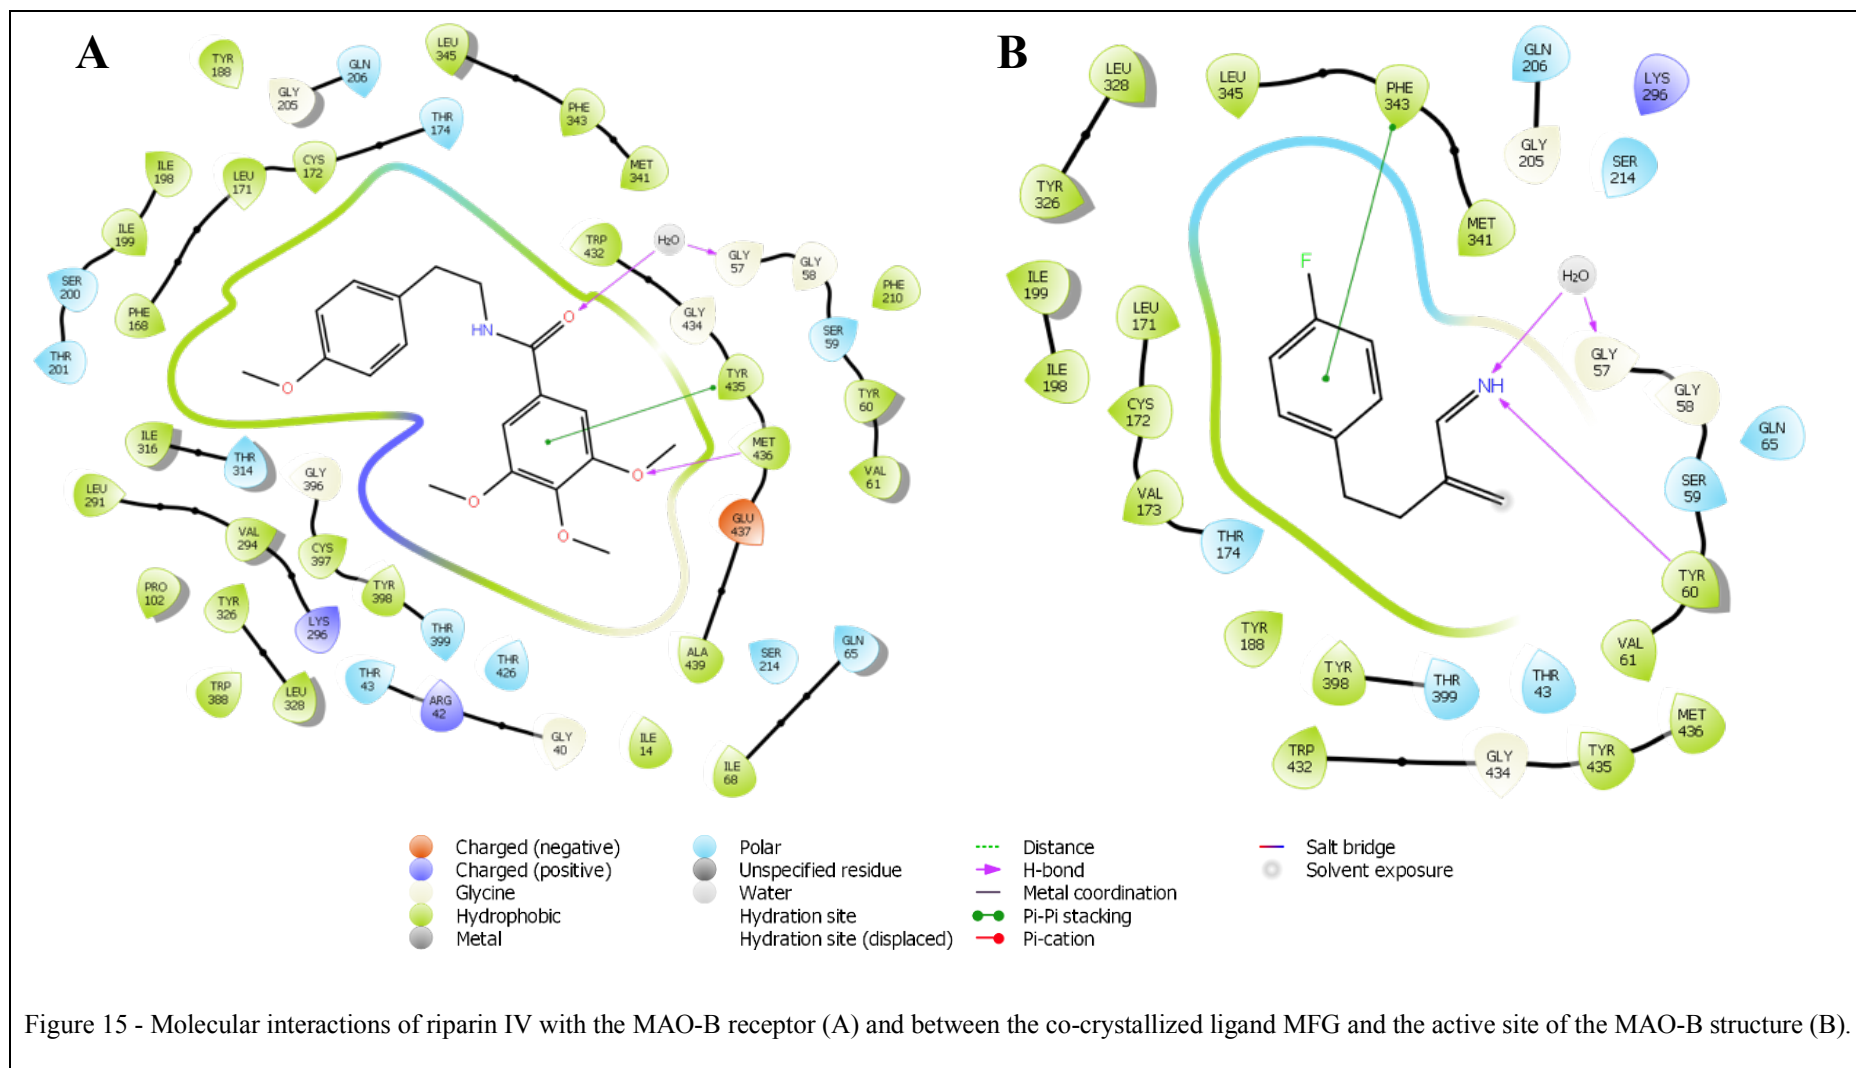 A
TYR
188
GLY
205
GLN
206
LEU
345
PHE
343
MET
341
THR
174
CYS
172
LEU
171
ILE
198
ILE
199
SER
200
THR
201
PHE
168
TRP
432
H₂O
GLY
57
GLY
58
PHE
210
GLY
434
SER
59
TYR
435
TYR
60
MET
436
VAL
61
GLU
437
HN
O
O
O
O
O
ILE
316
THR
314
GLY
396
LEU
291
VAL
294
CYS
397
PRO
102
TYR
326
LYS
296
TYR
398
THR
399
THR
426
TRP
388
LEU
328
THR
43
ARG
42
GLY
40
ILE
14
ALA
439
SER
214
GLN
65
ILE
68
B
LEU
328
LEU
345
PHE
343
GLN
206
LYS
296
GLY
205
SER
214
TYR
326
MET
341
ILE
199
F
H₂O
LEU
171
GLY
57
ILE
198
NH
GLY
58
CYS
172
GLN
65
VAL
173
SER
59
THR
174
TYR
60
TYR
188
VAL
61
TYR
398
THR
399
THR
43
MET
436
TRP
432
GLY
434
TYR
435
Charged (negative)
Charged (positive)
Glycine
Hydrophobic
Metal
Polar
Unspecified residue
Water
Hydration site
Hydration site (displaced)
Distance
H-bond
Metal coordination
Pi-Pi stacking
Pi-cation
Salt bridge
Solvent exposure
Figure 15 - Molecular interactions of riparin IV with the MAO-B receptor (A) and between the co-crystallized ligand MFG and the active site of the MAO-B structure (B).